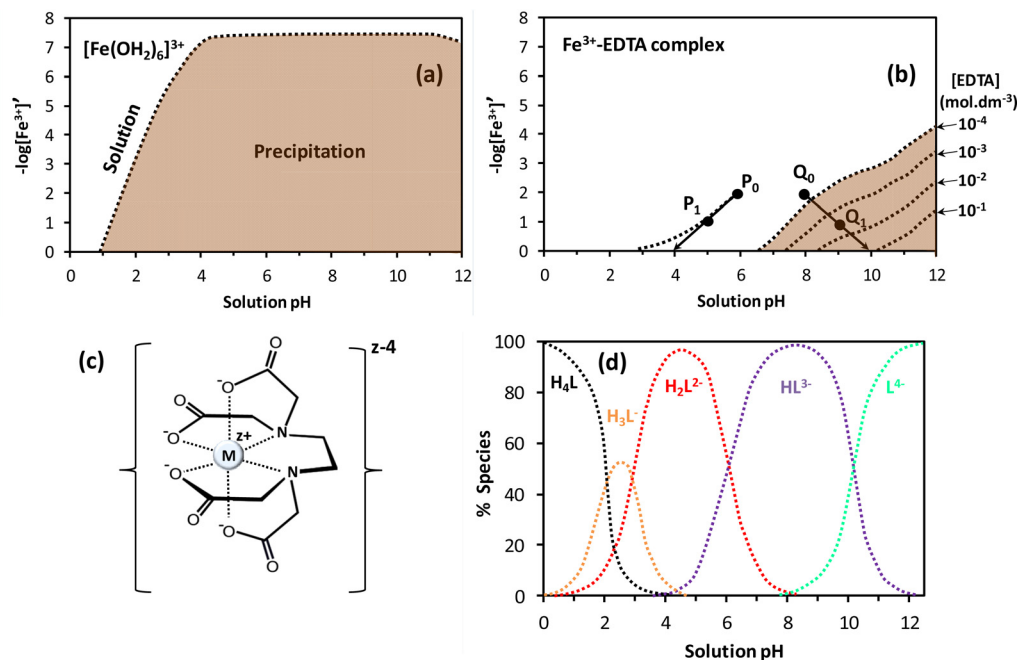 [Fe(OH₂)₆]³⁺
(a)
Solution
Precipitation
-log[Fe³⁺]′
-8
7
6
5
4
3
2
1
0
0 2 4 6 8 10 12
Solution pH
Fe³⁺-EDTA complex
(b)
[EDTA]
(mol.dm⁻³)
10⁻⁴
10⁻³
10⁻²
10⁻¹
P₀
P₁
Q₀
Q₁
-log[Fe³⁺]′
-8
7
6
5
4
3
2
1
0
0 2 4 6 8 10 12
Solution pH
(c)
z-4
O
O
-O
O-
z+
M
N
N
-O
O
-O
O
(d)
H₄L
H₃L⁻
H₂L²⁻
HL³⁻
L⁴⁻
% Species
100
80
60
40
20
0
0 2 4 6 8 10 12
Solution pH